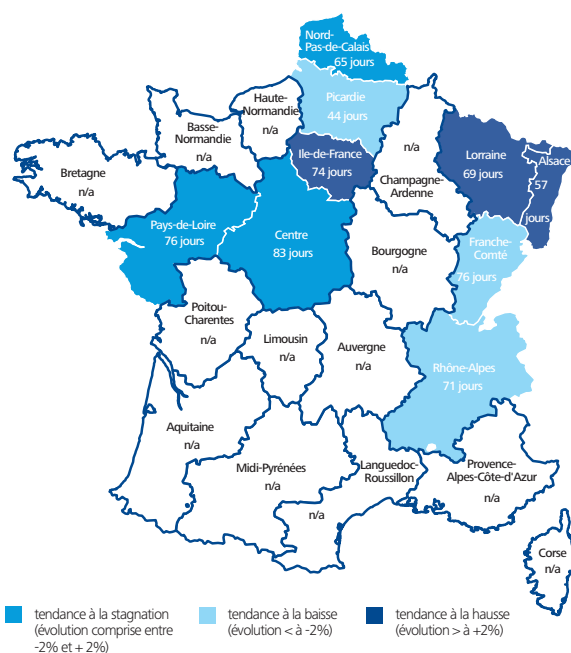 Nord-
Pas-de-Calais
65 jours
Picardie
44 jours
Haute-
Normandie
n/a
Basse-
Normandie
n/a
Ile-de-France
74 jours
n/a
Champagne-
Ardenne
Lorraine
69 jours
Alsace
57
jours
Bretagne
n/a
Pays-de-Loire
76 jours
Centre
83 jours
Bourgogne
n/a
Franche-
Comté
76 jours
Poitou-
Charentes
n/a
Limousin
n/a
Auvergne
n/a
Rhône-Alpes
71 jours
Aquitaine
n/a
Midi-Pyrénées
n/a
Languedoc-
Roussillon
n/a
Provence-
Alpes-Côte-d'Azur
n/a
Corse
n/a
tendance à la stagnation
(évolution comprise entre
-2% et + 2%)
tendance à la baisse
(évolution < à -2%)
tendance à la hausse
(évolution > à +2%)